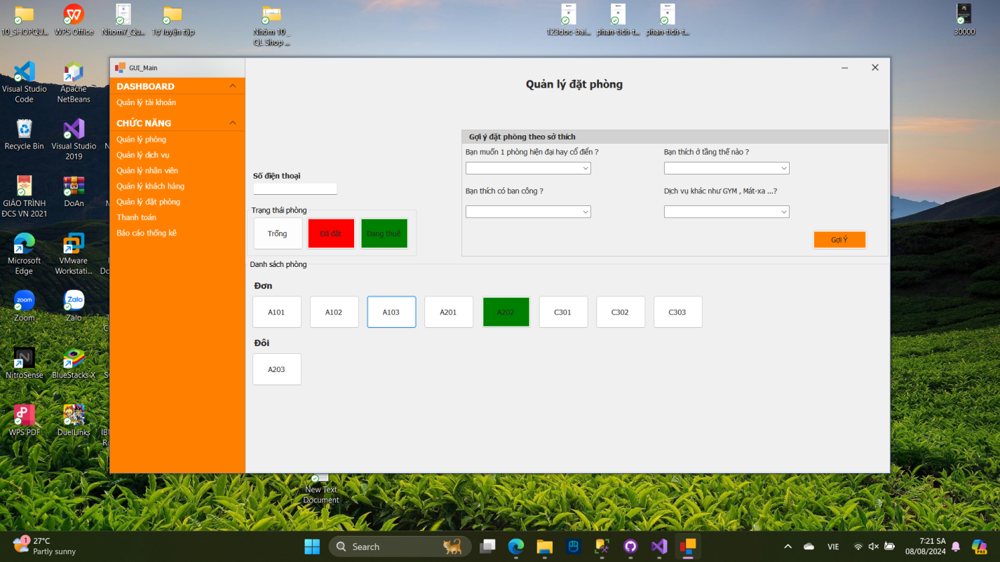 10_SHOPQU...
WPS Office
Nhom7_Qu...
Tự luyện tập
Nhóm 10 _
QL Shop ...
123doc-bai...
phan-tich-t...
phan-tich-t...
30000
Visual Studio
Code
Apache
NetBeans
Recycle Bin
Visual Studio
2019
GIÁO TRÌNH
ĐCS VN 2021
DoAn
Microsoft
Edge
VMware
Workstati...
Zoom
Zalo
NitroSense
BlueStacks X
WPS PDF
DuelLinks
New Text
Document
GUI_Main
DASHBOARD
Quản lý tài khoản
CHỨC NĂNG
Quản lý phòng
Quản lý dịch vụ
Quản lý nhân viên
Quản lý khách hàng
Quản lý đặt phòng
Thanh toán
Báo cáo thống kê
Quản lý đặt phòng
Gợi ý đặt phòng theo sở thích
Bạn muốn 1 phòng hiện đại hay cổ điển ?
Bạn thích ở tầng thế nào ?
Bạn thích có ban công ?
Dịch vụ khác như GYM , Mát-xa ...?
Gợi Ý
Số điện thoại
Trạng thái phòng
Trống
Đã đặt
Đang thuê
Danh sách phòng
Đơn
A101
A102
A103
A201
A202
C301
C302
C303
Đôi
A203
1
27°C
Partly sunny
Search
VIE
7:21 SA
08/08/2024
PRE